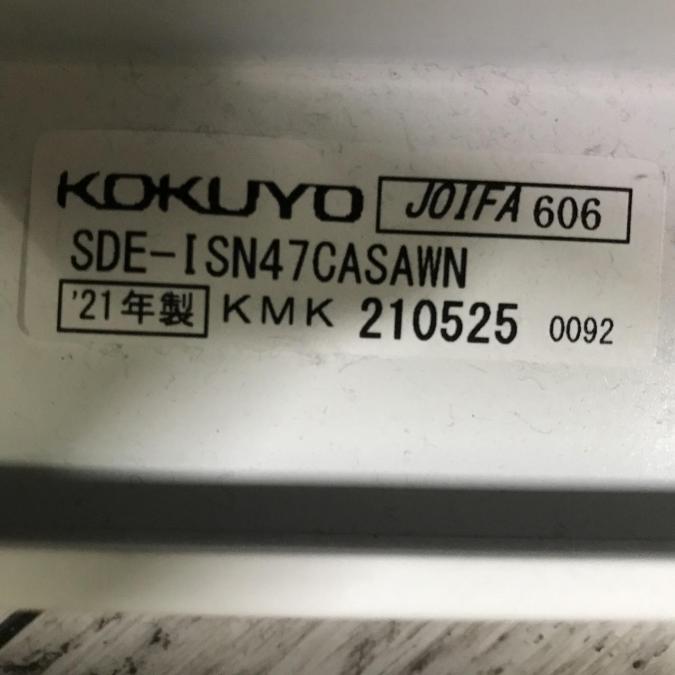 KOKUYO JOIFA 606
SDE-ISN47CASAWN
'21年製 KMK 210525 0092